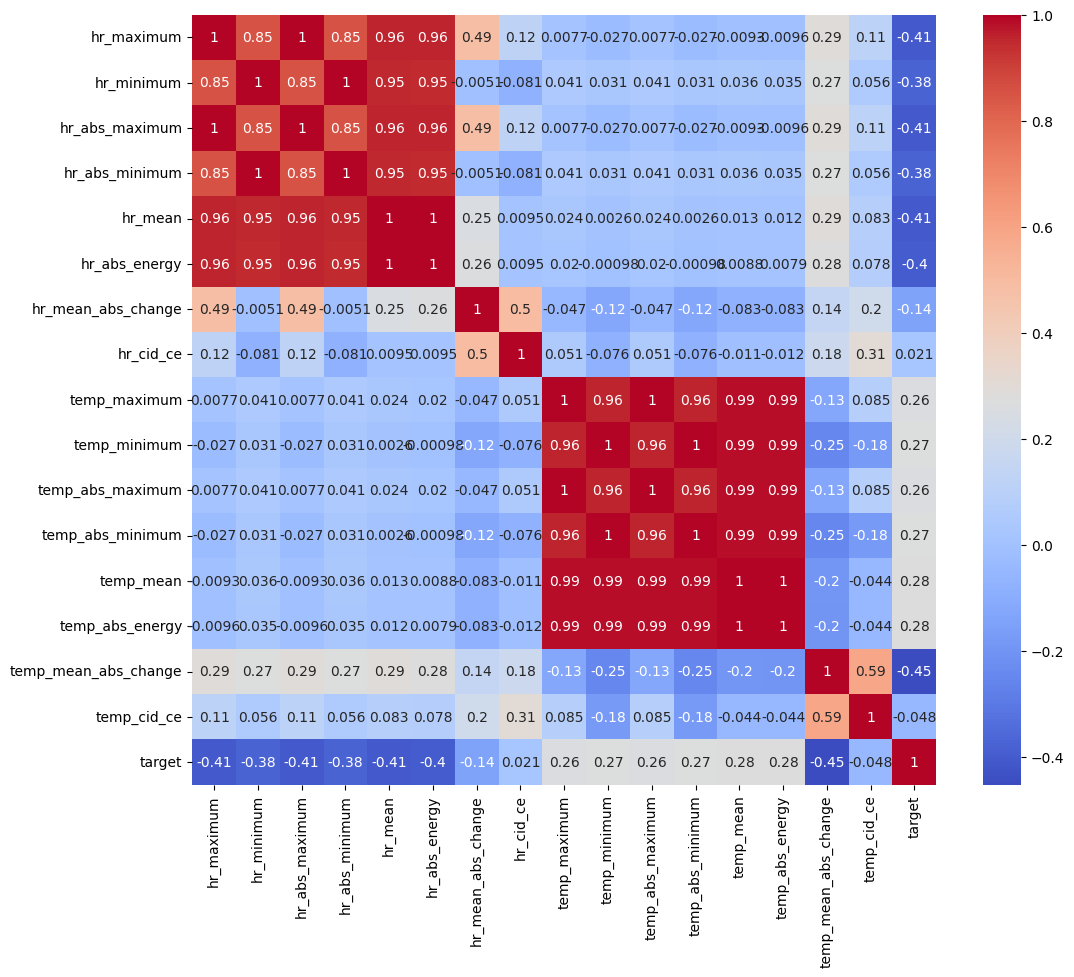 hr_maximum 1 0.85 1 0.85 0.96 0.96 0.49 0.12 0.0077 -0.027 0.0077 -0.027 -0.0093 -0.0096 0.29 0.11 -0.41 1.0
hr_minimum 0.85 1 0.85 1 0.95 0.95 -0.0051 -0.081 0.041 0.031 0.041 0.031 0.036 0.035 0.27 0.056 -0.38
hr_abs_maximum 1 0.85 1 0.85 0.96 0.96 0.49 0.12 0.0077 -0.027 0.0077 -0.027 -0.0093 -0.0096 0.29 0.11 -0.41 0.8
hr_abs_minimum 0.85 1 0.85 1 0.95 0.95 -0.0051 -0.081 0.041 0.031 0.041 0.031 0.036 0.035 0.27 0.056 -0.38
hr_mean 0.96 0.95 0.96 0.95 1 1 0.25 0.0095 0.024 0.0026 0.024 0.0026 0.013 0.012 0.29 0.083 -0.41 0.6
hr_abs_energy 0.96 0.95 0.96 0.95 1 1 0.26 0.0095 0.02 -0.00098 0.02 -0.00098 0.0088 0.0079 0.28 0.078 -0.4
hr_mean_abs_change 0.49 -0.0051 0.49 -0.0051 0.25 0.26 1 0.5 -0.047 -0.12 -0.047 -0.12 -0.083 -0.083 0.14 0.2 -0.14
hr_cid_ce 0.12 -0.081 0.12 -0.081 0.0095 0.0095 0.5 1 0.051 -0.076 0.051 -0.076 -0.011 -0.012 0.18 0.31 0.021 0.4
temp_maximum 0.0077 0.041 0.0077 0.041 0.024 0.02 -0.047 0.051 1 0.96 1 0.96 0.99 0.99 -0.13 0.085 0.26
temp_minimum -0.027 0.031 -0.027 0.031 0.0026 -0.00098 -0.12 -0.076 0.96 1 0.96 1 0.99 0.99 -0.25 -0.18 0.27 0.2
temp_abs_maximum 0.0077 0.041 0.0077 0.041 0.024 0.02 -0.047 0.051 1 0.96 1 0.96 0.99 0.99 -0.13 0.085 0.26
temp_abs_minimum -0.027 0.031 -0.027 0.031 0.0026 -0.00098 -0.12 -0.076 0.96 1 0.96 1 0.99 0.99 -0.25 -0.18 0.27 0.0
temp_mean -0.0093 0.036 -0.0093 0.036 0.013 0.0088 -0.083 -0.011 0.99 0.99 0.99 0.99 1 1 -0.2 -0.044 0.28
temp_abs_energy -0.0096 0.035 -0.0096 0.035 0.012 0.0079 -0.083 -0.012 0.99 0.99 0.99 0.99 1 1 -0.2 -0.044 0.28
temp_mean_abs_change 0.29 0.27 0.29 0.27 0.29 0.28 0.14 0.18 -0.13 -0.25 -0.13 -0.25 -0.2 -0.2 1 0.59 -0.45 −0.2
temp_cid_ce 0.11 0.056 0.11 0.056 0.083 0.078 0.2 0.31 0.085 -0.18 0.085 -0.18 -0.044 -0.044 0.59 1 -0.048
target -0.41 -0.38 -0.41 -0.38 -0.41 -0.4 -0.14 0.021 0.26 0.27 0.26 0.27 0.28 0.28 -0.45 -0.048 1 −0.4
hr_maximum
hr_minimum
hr_abs_maximum
hr_abs_minimum
hr_mean
hr_abs_energy
hr_mean_abs_change
hr_cid_ce
temp_maximum
temp_minimum
temp_abs_maximum
temp_abs_minimum
temp_mean
temp_abs_energy
temp_mean_abs_change
temp_cid_ce
target